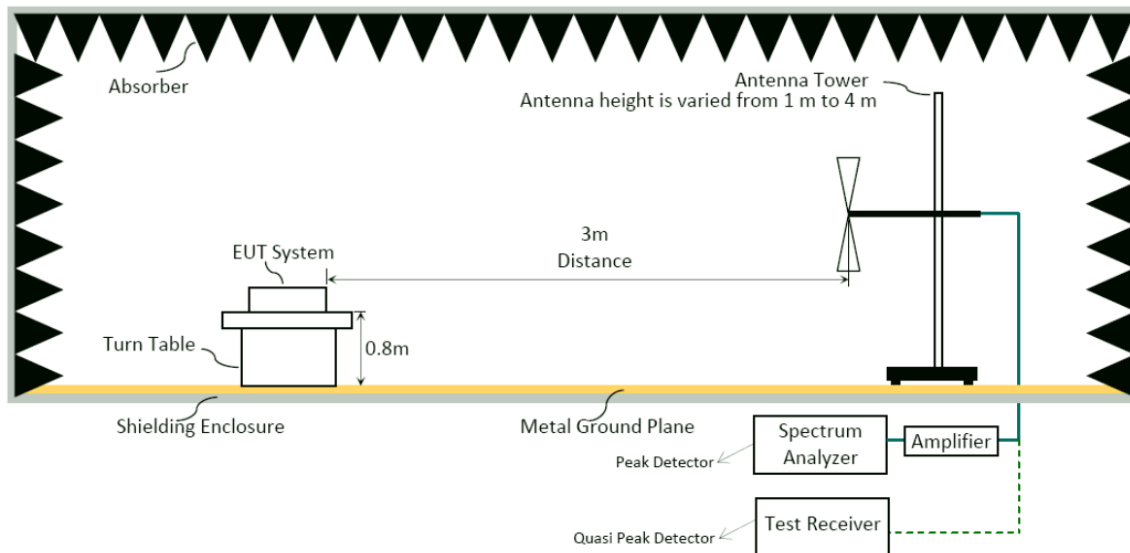 Absorber
Antenna Tower
Antenna height is varied from 1 m to 4 m
3m
Distance
EUT System
Turn Table
0.8m
Shielding Enclosure
Metal Ground Plane
Peak Detector
Spectrum
Analyzer
Amplifier
Quasi Peak Detector
Test Receiver